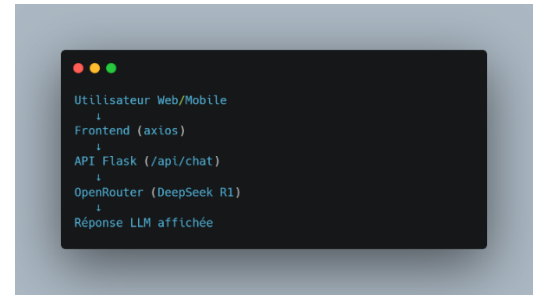 Utilisateur Web/Mobile
↓
Frontend (axios)
↓
API Flask (/api/chat)
↓
OpenRouter (DeepSeek R1)
↓
Réponse LLM affichée